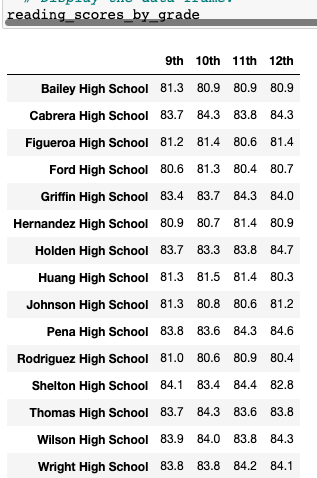 # Display the data frame.
reading_scores_by_grade
9th 10th 11th 12th
Bailey High School 81.3 80.9 80.9 80.9
Cabrera High School 83.7 84.3 83.8 84.3
Figueroa High School 81.2 81.4 80.6 81.4
Ford High School 80.6 81.3 80.4 80.7
Griffin High School 83.4 83.7 84.3 84.0
Hernandez High School 80.9 80.7 81.4 80.9
Holden High School 83.7 83.3 83.8 84.7
Huang High School 81.3 81.5 81.4 80.3
Johnson High School 81.3 80.8 80.6 81.2
Pena High School 83.8 83.6 84.3 84.6
Rodriguez High School 81.0 80.6 80.9 80.4
Shelton High School 84.1 83.4 84.4 82.8
Thomas High School 83.7 84.3 83.6 83.8
Wilson High School 83.9 84.0 83.8 84.3
Wright High School 83.8 83.8 84.2 84.1